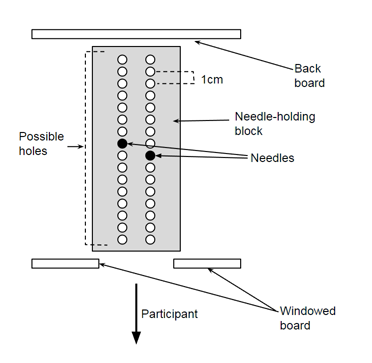 Back
board
1cm
Needle-holding
block
Possible
holes
Needles
Participant
Windowed
board